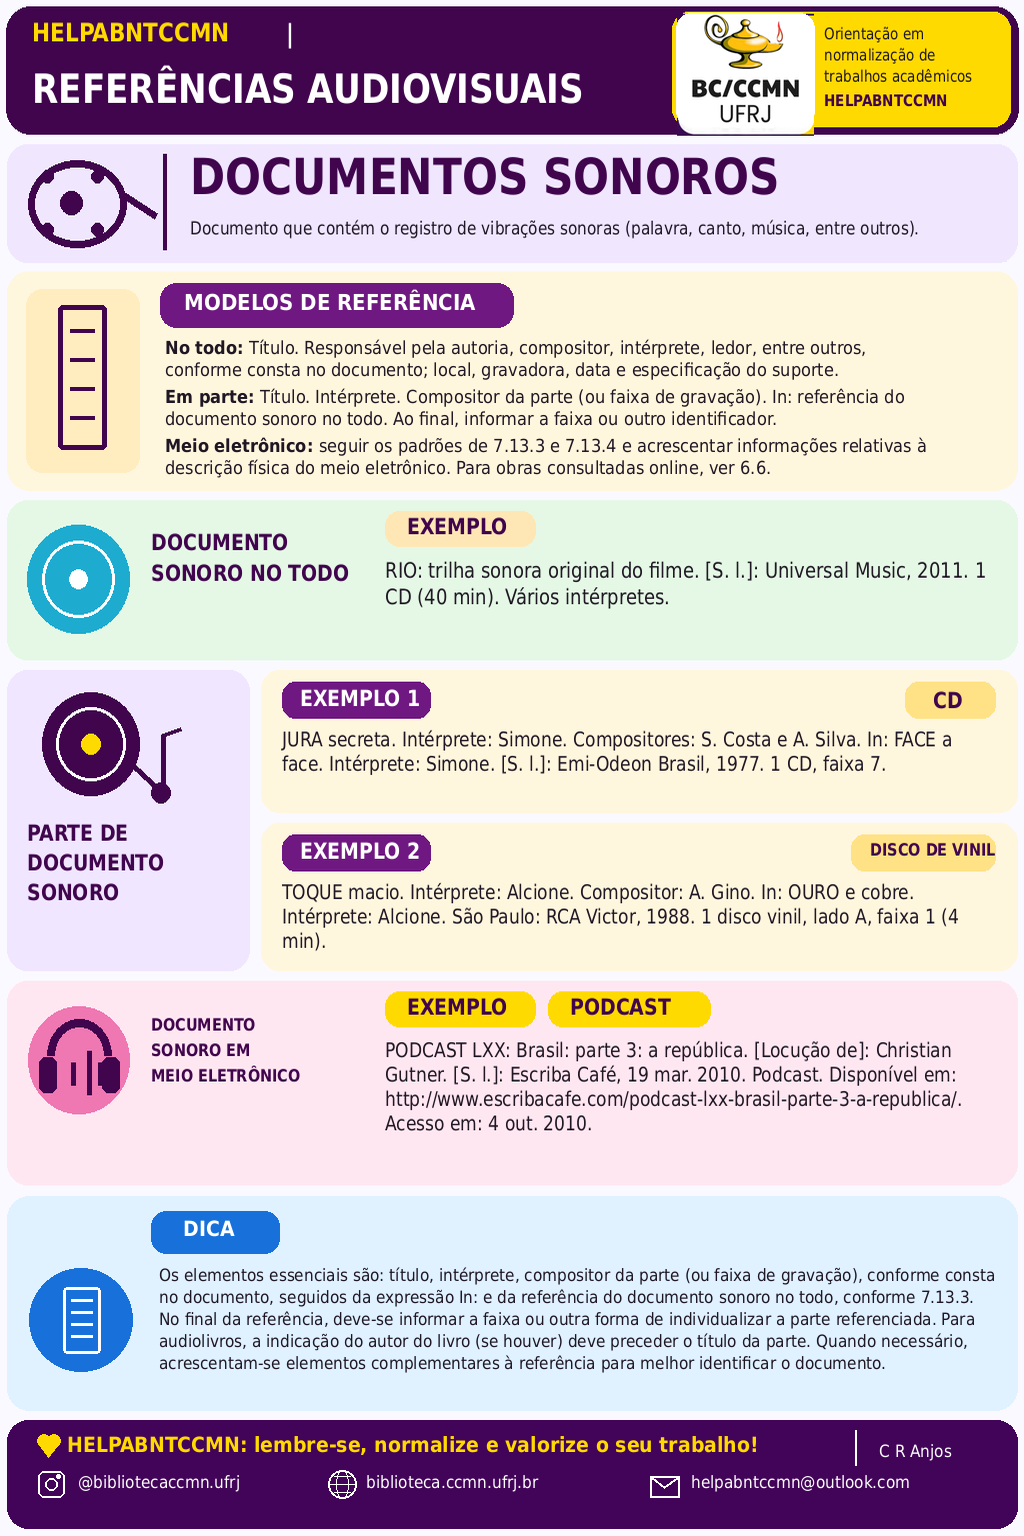 HELPABNTCCMN |
REFERÊNCIAS AUDIOVISUAIS
BC/CCMN
UFRJ
Orientação em
normalização de
trabalhos acadêmicos
HELPABNTCCMN
DOCUMENTOS SONOROS
Documento que contém o registro de vibrações sonoras (palavra, canto, música, entre outros).
MODELOS DE REFERÊNCIA
No todo: Título. Responsável pela autoria, compositor, intérprete, ledor, entre outros,
conforme consta no documento; local, gravadora, data e especificação do suporte.
Em parte: Título. Intérprete. Compositor da parte (ou faixa de gravação). In: referência do
documento sonoro no todo. Ao final, informar a faixa ou outro identificador.
Meio eletrônico: seguir os padrões de 7.13.3 e 7.13.4 e acrescentar informações relativas à
descrição física do meio eletrônico. Para obras consultadas online, ver 6.6.
DOCUMENTO
SONORO NO TODO
EXEMPLO
RIO: trilha sonora original do filme. [S. l.]: Universal Music, 2011. 1
CD (40 min). Vários intérpretes.
PARTE DE
DOCUMENTO
SONORO
EXEMPLO 1
CD
JURA secreta. Intérprete: Simone. Compositores: S. Costa e A. Silva. In: FACE a
face. Intérprete: Simone. [S. l.]: Emi-Odeon Brasil, 1977. 1 CD, faixa 7.
EXEMPLO 2
DISCO DE VINIL
TOQUE macio. Intérprete: Alcione. Compositor: A. Gino. In: OURO e cobre.
Intérprete: Alcione. São Paulo: RCA Victor, 1988. 1 disco vinil, lado A, faixa 1 (4
min).
DOCUMENTO
SONORO EM
MEIO ELETRÔNICO
EXEMPLO
PODCAST
PODCAST LXX: Brasil: parte 3: a república. [Locução de]: Christian
Gutner. [S. l.]: Escriba Café, 19 mar. 2010. Podcast. Disponível em:
http://www.escribacafe.com/podcast-lxx-brasil-parte-3-a-republica/.
Acesso em: 4 out. 2010.
DICA
Os elementos essenciais são: título, intérprete, compositor da parte (ou faixa de gravação), conforme consta
no documento, seguidos da expressão In: e da referência do documento sonoro no todo, conforme 7.13.3.
No final da referência, deve-se informar a faixa ou outra forma de individualizar a parte referenciada. Para
audiolivros, a indicação do autor do livro (se houver) deve preceder o título da parte. Quando necessário,
acrescentam-se elementos complementares à referência para melhor identificar o documento.
HELPABNTCCMN: lembre-se, normalize e valorize o seu trabalho!
C R Anjos
@bibliotecaccmn.ufrj
biblioteca.ccmn.ufrj.br
helpabntccmn@outlook.com